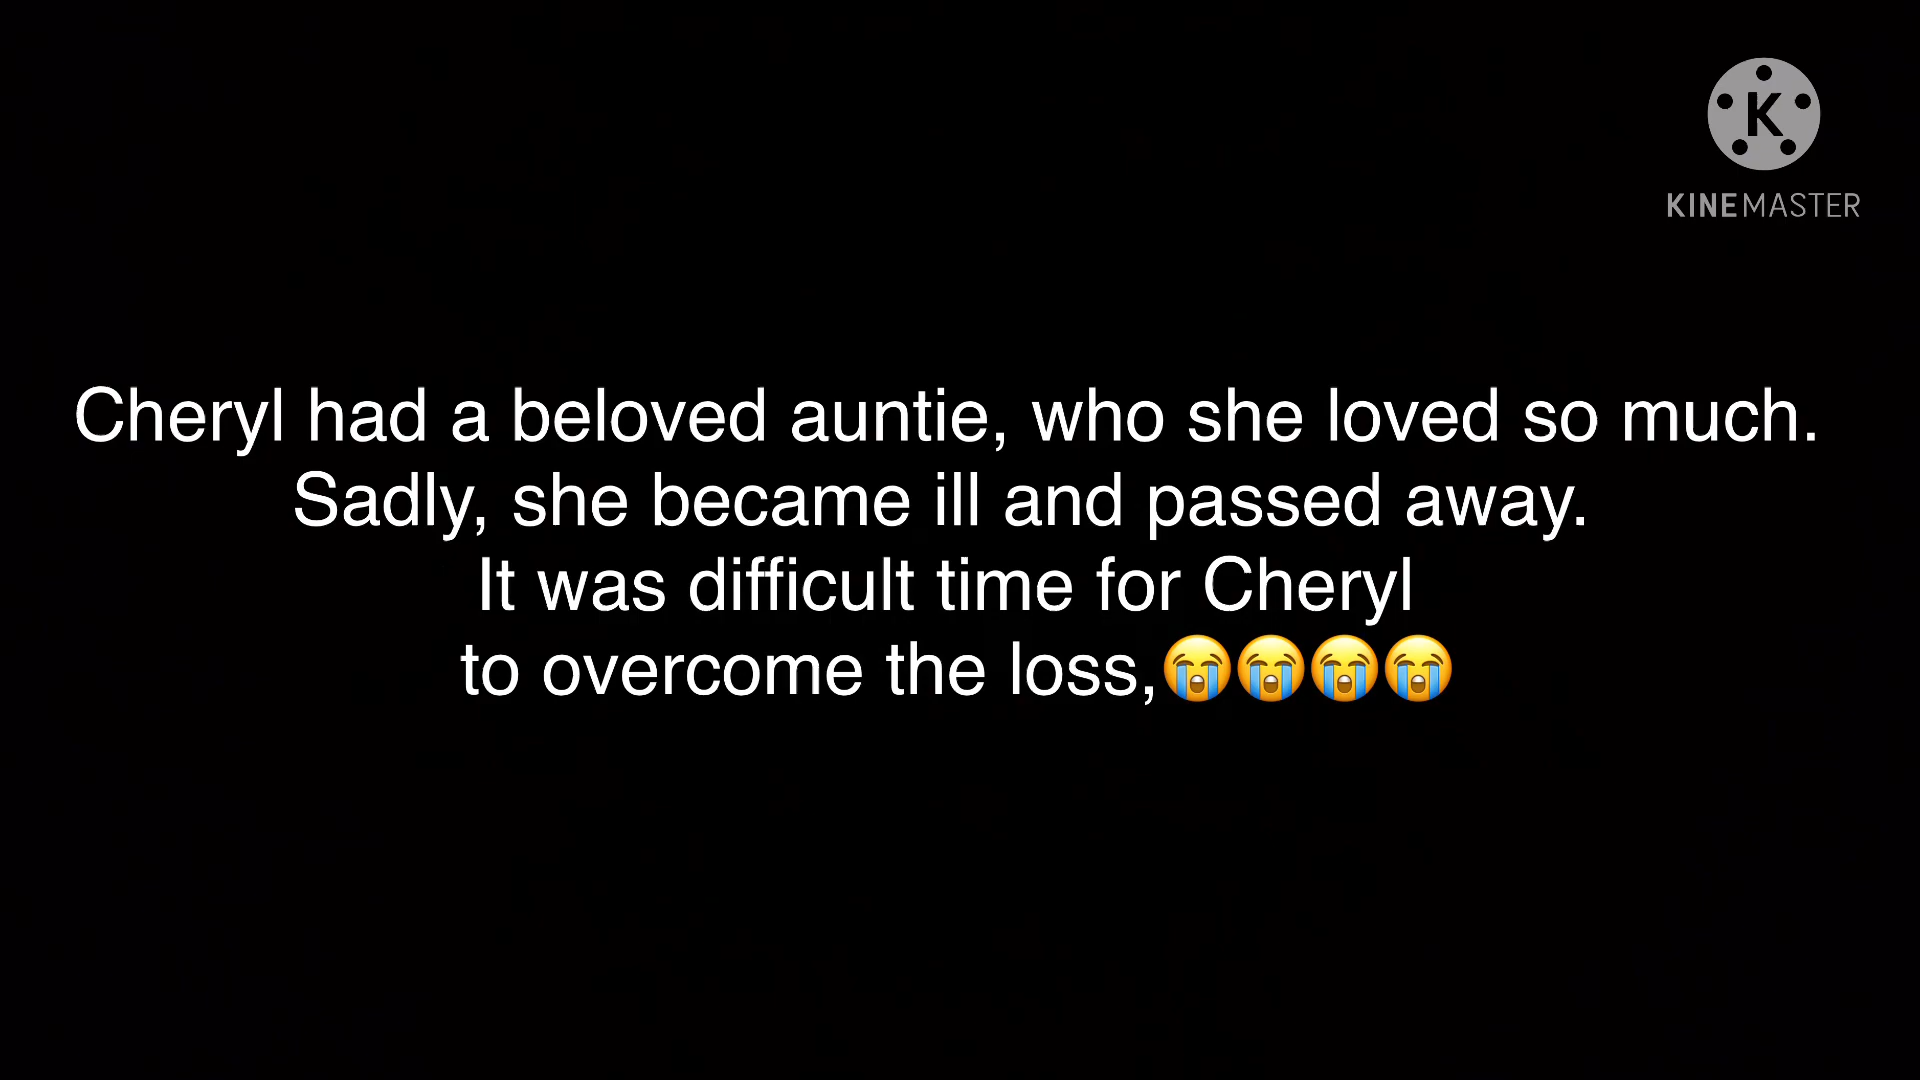 K
KINEMASTER
Cheryl had a beloved auntie, who she loved so much.
Sadly, she became ill and passed away.
It was difficult time for Cheryl
to overcome the loss,😭😭😭😭